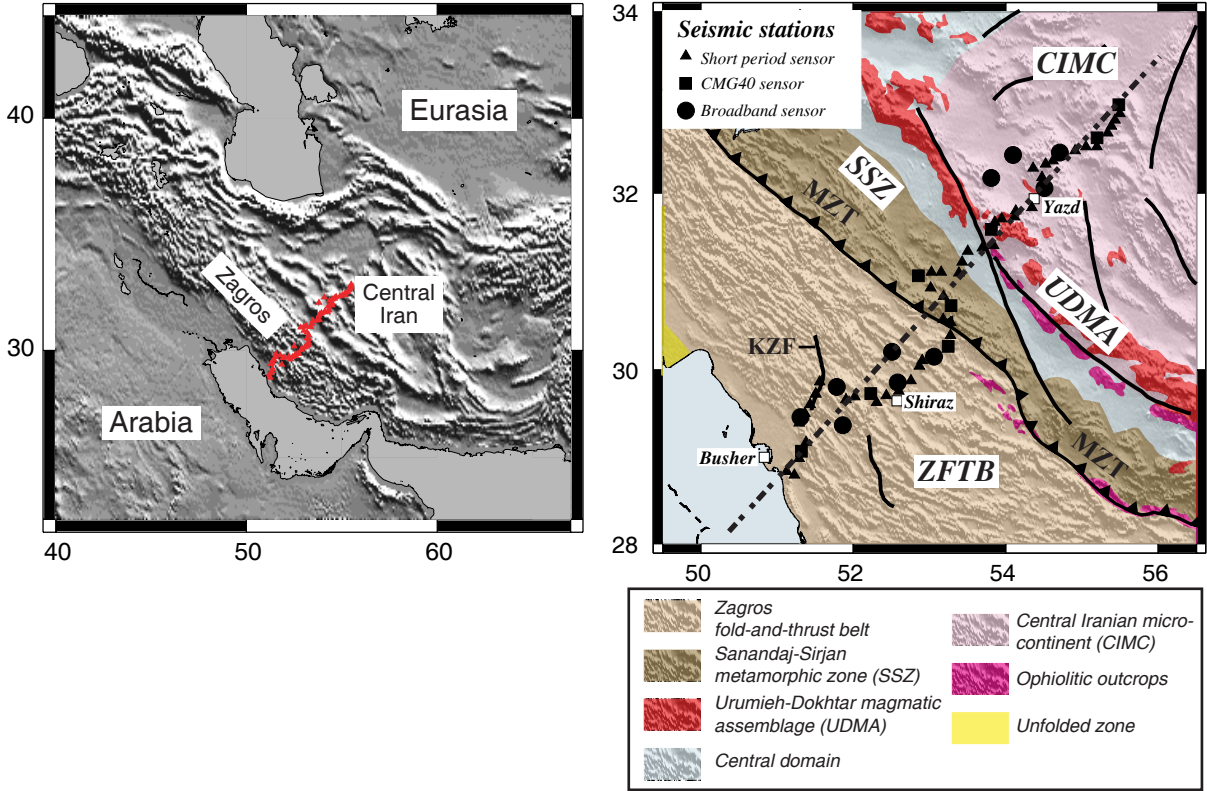 Eurasia
Zagros
Central
Iran
Arabia
40
30
40
50
60
Seismic stations
Short period sensor
CMG40 sensor
Broadband sensor
CIMC
SSZ
MZT
Yazd
UDMA
KZF
Shiraz
Busher
ZFTB
MZT
34
32
30
28
50
52
54
56
Zagros
fold-and-thrust belt
Sanandaj-Sirjan
metamorphic zone (SSZ)
Urumieh-Dokhtar magmatic
assemblage (UDMA)
Central domain
Central Iranian micro-
continent (CIMC)
Ophiolitic outcrops
Unfolded zone